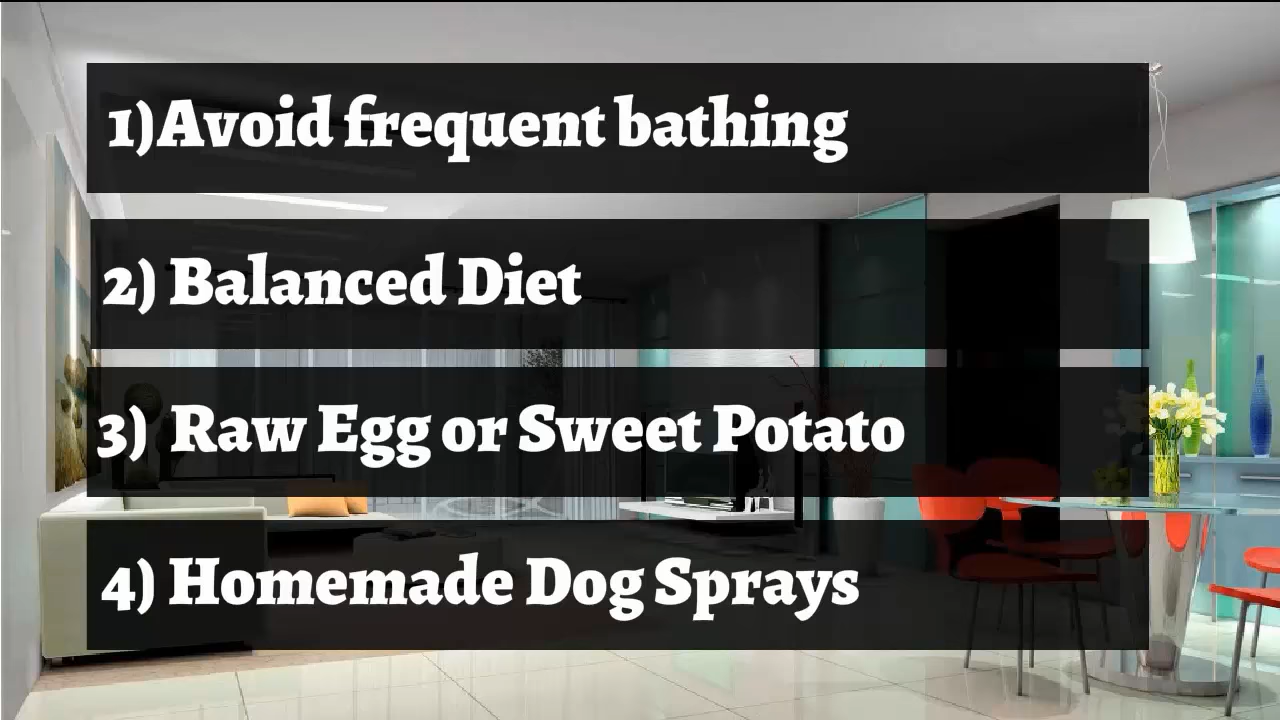 1)Avoid frequent bathing
2) Balanced Diet
3) Raw Egg or Sweet Potato
4) Homemade Dog Sprays